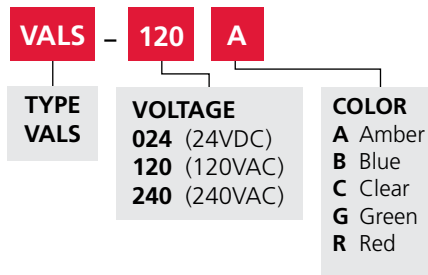 VALS – 120 A
TYPE
VALS
VOLTAGE
024 (24VDC)
120 (120VAC)
240 (240VAC)
COLOR
A Amber
B Blue
C Clear
G Green
R Red